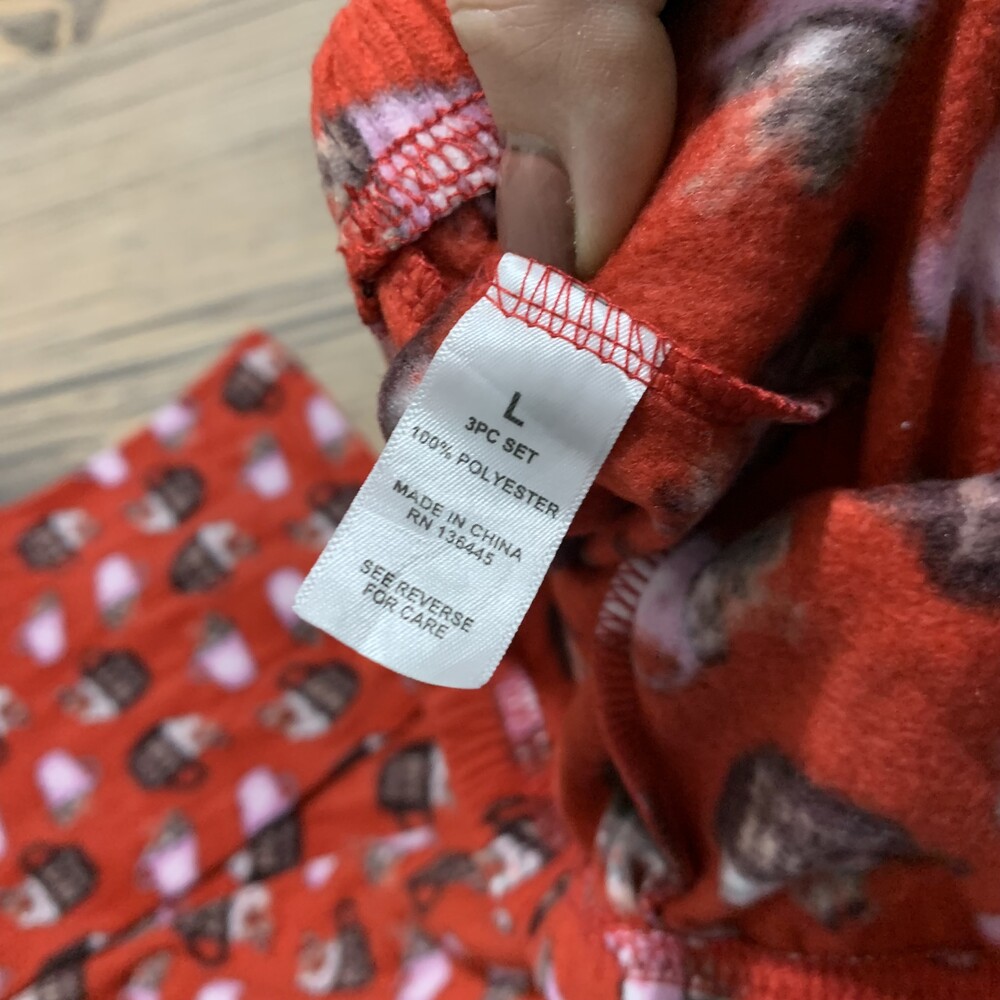 L
3PC SET
100% POLYESTER
MADE IN CHINA
RN 136445
SEE REVERSE
FOR CARE